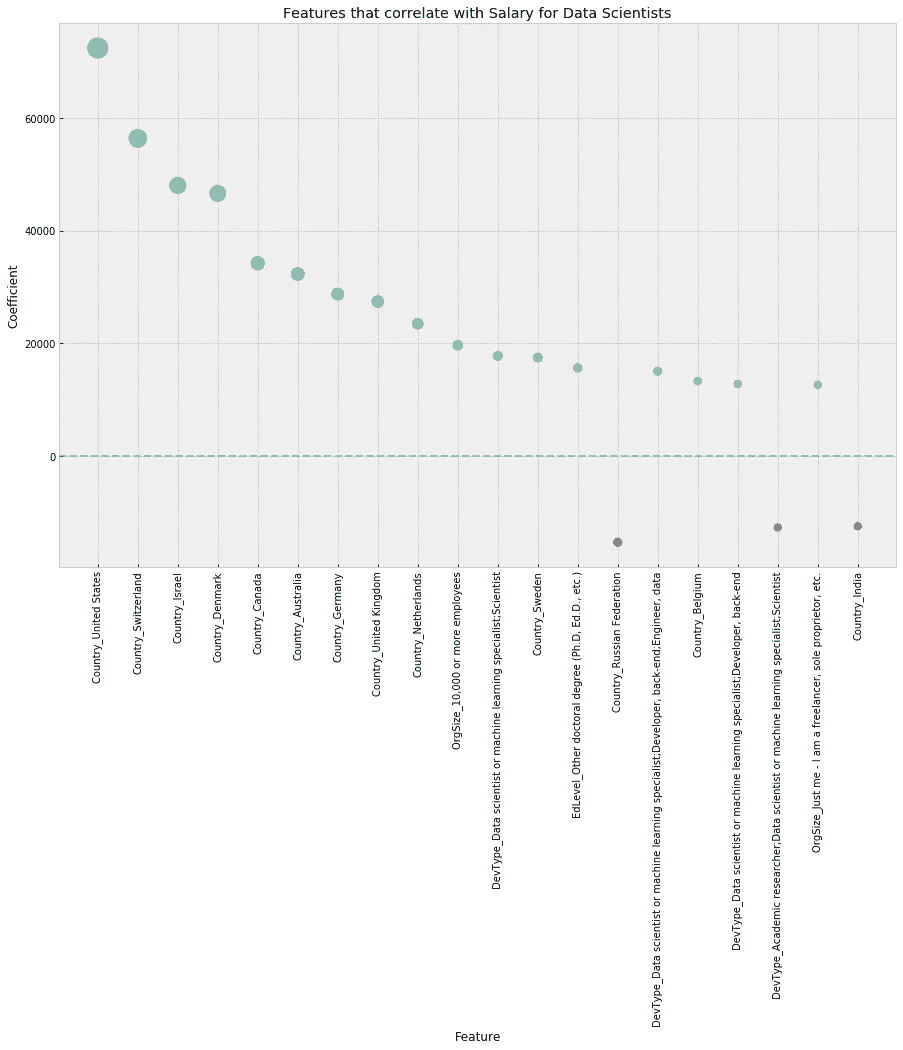 Features that correlate with Salary for Data Scientists
60000
40000
20000
0
Coefficient
Country_United States
Country_Switzerland
Country_Israel
Country_Denmark
Country_Canada
Country_Australia
Country_Germany
Country_United Kingdom
Country_Netherlands
OrgSize_10,000 or more employees
DevType_Data scientist or machine learning specialist;Scientist
Country_Sweden
EdLevel_Other doctoral degree (Ph.D, Ed.D., etc.)
Country_Russian Federation
DevType_Data scientist or machine learning specialist;Developer, back-end;Engineer, data
Country_Belgium
DevType_Data scientist or machine learning specialist;Developer, back-end
DevType_Academic researcher;Data scientist or machine learning specialist;Scientist
OrgSize_Just me - I am a freelancer, sole proprietor, etc.
Country_India
Feature